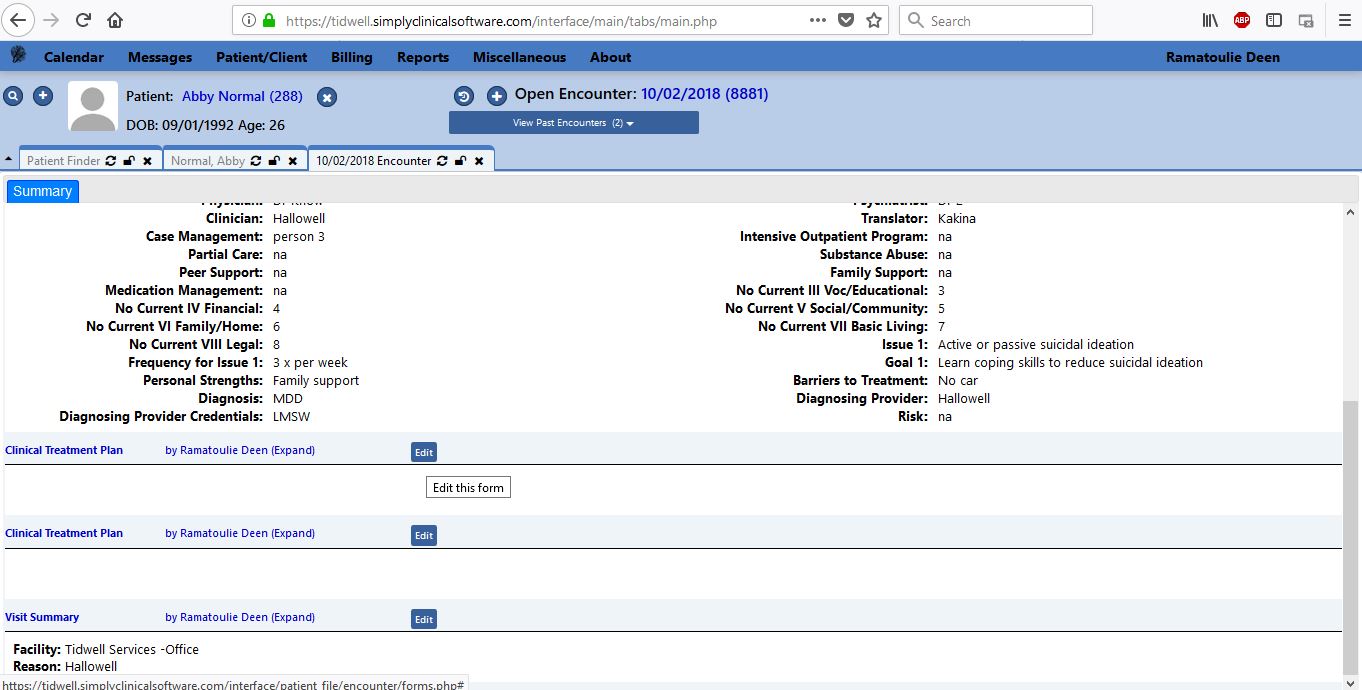 https://tidwell.simplyclinicalsoftware.com/interface/main/tabs/main.php ABP Search
Calendar Messages Patient/Client Billing Reports Miscellaneous About Ramatoulie Deen
Patient: Abby Normal (288)
DOB: 09/01/1992 Age: 26
Open Encounter: 10/02/2018 (8881)
View Past Encounters (2)
Patient Finder Normal, Abby 10/02/2018 Encounter
Summary
Physician: Dr Know Psychiatrist:
Clinician: Hallowell Translator: Kakina
Case Management: person 3 Intensive Outpatient Program: na
Partial Care: na Substance Abuse: na
Peer Support: na Family Support: na
Medication Management: na No Current III Voc/Educational: 3
No Current IV Financial: 4 No Current V Social/Community: 5
No Current VI Family/Home: 6 No Current VII Basic Living: 7
No Current VIII Legal: 8 Issue 1: Active or passive suicidal ideation
Frequency for Issue 1: 3 x per week Goal 1: Learn coping skills to reduce suicidal ideation
Personal Strengths: Family support Barriers to Treatment: No car
Diagnosis: MDD Diagnosing Provider: Hallowell
Diagnosing Provider Credentials: LMSW Risk: na
Clinical Treatment Plan by Ramatoulie Deen (Expand) Edit
Edit this form
Clinical Treatment Plan by Ramatoulie Deen (Expand) Edit
Visit Summary by Ramatoulie Deen (Expand) Edit
Facility: Tidwell Services -Office
Reason: Hallowell
https://tidwell.simplyclinicalsoftware.com/interface/patient_file/encounter/forms.php#